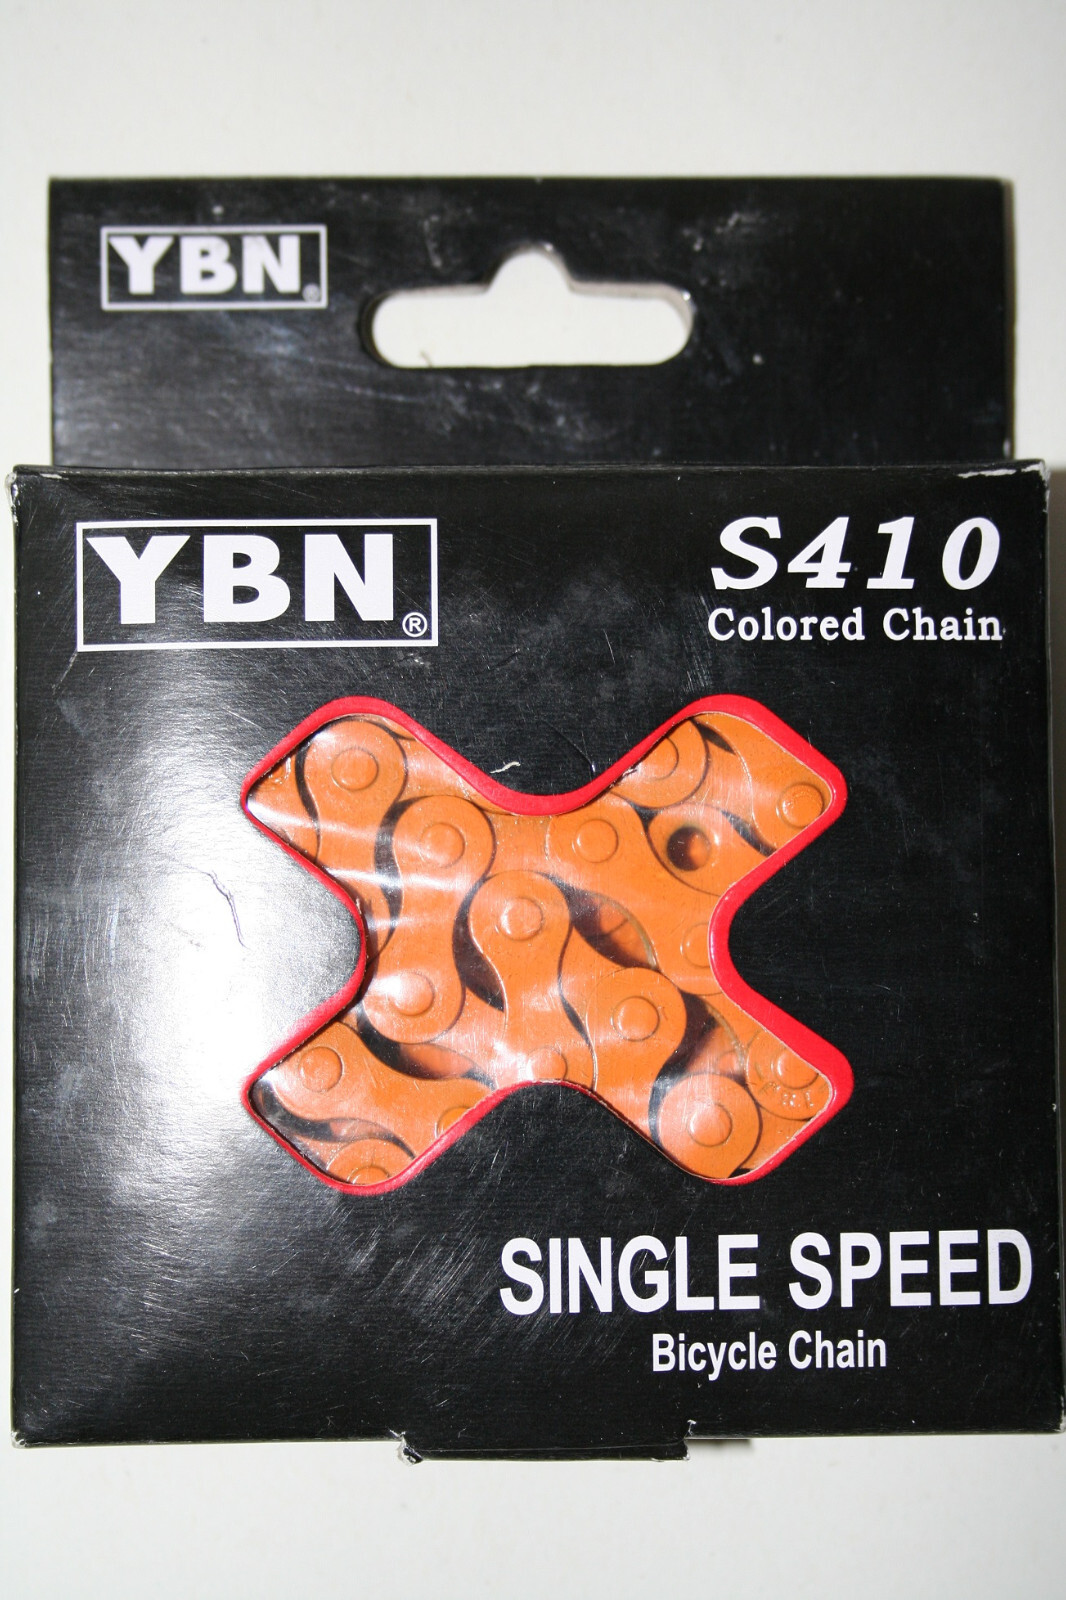 YBN®
YBN®
S410
Colored Chain
SINGLE SPEED
Bicycle Chain